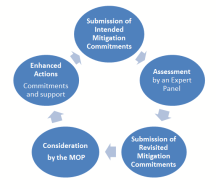 Submission of
Intended
Mitigation
Commitments
Assessment
by an Expert
Panel
Submission of
Revisited
Mitigation
Commitments
Consideration
by the MOP
Enhanced
Actions
Commitments
and support